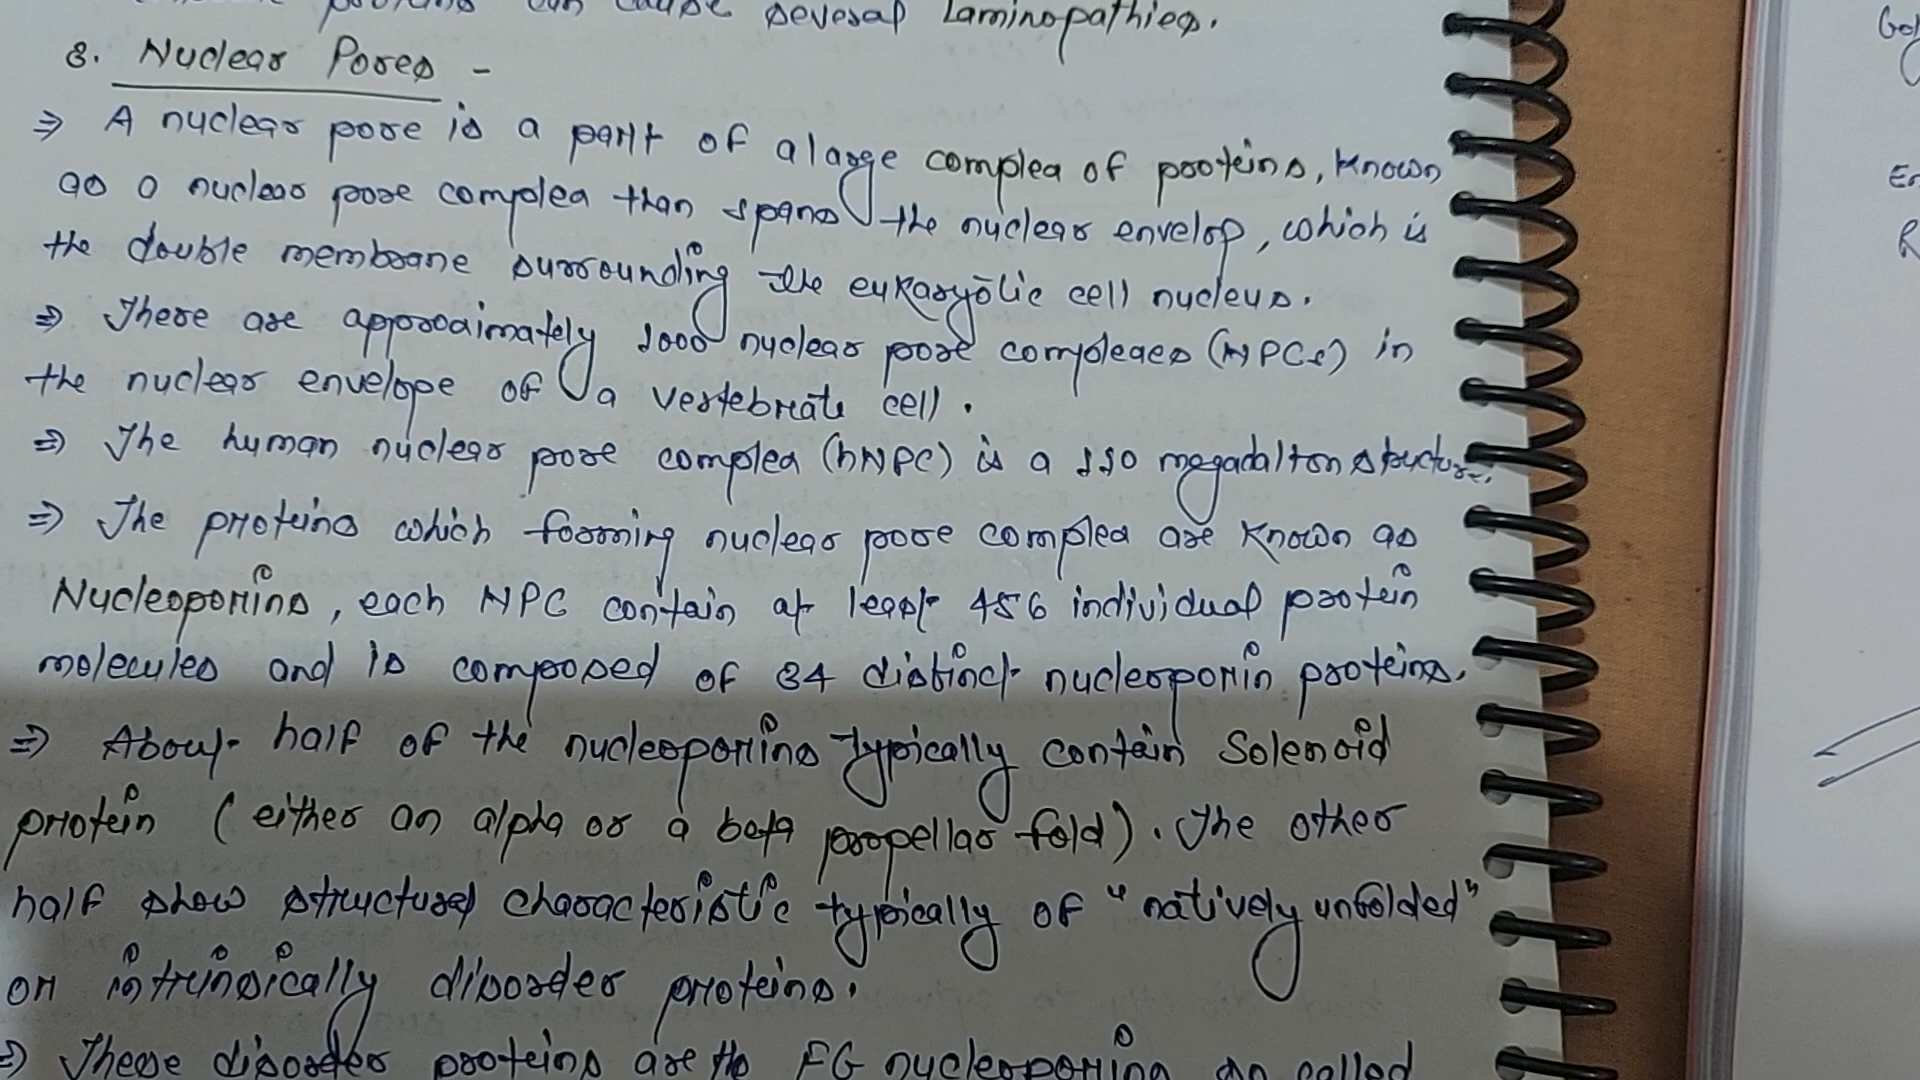 proteins can cause several Laminopathies.
3. Nuclear Pores -
⇒ A nuclear pore is a part of a large complex of proteins, known
as a nuclear pore complex than spans the nuclear envelop, which is
the double membrane surrounding the eukaryotic cell nucleus.
⇒ There are approximately 1000 nuclear pore complexes (NPCs) in
the nuclear envelope of a vertebrate cell.
⇒ The human nuclear pore complex (hNPC) is a 110 megadalton structure.
⇒ The proteins which forming nuclear pore complex are known as
Nucleoporins, each NPC contain at least 456 individual protein
molecules and is composed of 34 distinct nucleoporin proteins.
⇒ About half of the nucleoporins typically contain Solenoid
protein (either an alpha or a beta propellar fold). The other
half show structural characteristic typically of "natively unfolded"
or intrinsically disorder proteins.
⇒ These disorder proteins are the FG nucleoporins so called